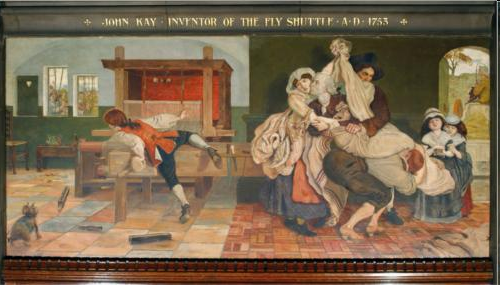 JOHN KAY · INVENTOR OF THE FLY SHUTTLE · A·D · 1753